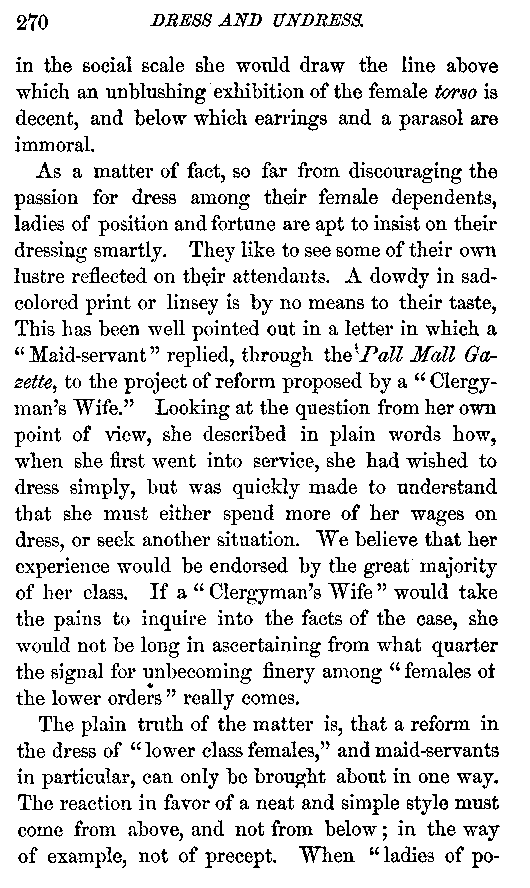 270 DRESS AND UNDRESS.
in the social scale she would draw the line above
which an unblushing exhibition of the female torso is
decent, and below which earrings and a parasol are
immoral.
As a matter of fact, so far from discouraging the
passion for dress among their female dependents,
ladies of position and fortune are apt to insist on their
dressing smartly. They like to see some of their own
lustre reflected on their attendants. A dowdy in sad-
colored print or linsey is by no means to their taste,
This has been well pointed out in a letter in which a
“Maid-servant” replied, through the Pall Mall Ga-
zette, to the project of reform proposed by a “Clergy-
man's Wife.” Looking at the question from her own
point of view, she described in plain words how,
when she first went into service, she had wished to
dress simply, but was quickly made to understand
that she must either spend more of her wages on
dress, or seek another situation. We believe that her
experience would be endorsed by the great majority
of her class. If a “Clergyman's Wife” would take
the pains to inquire into the facts of the case, she
would not be long in ascertaining from what quarter
the signal for unbecoming finery among “females of
the lower orders” really comes.
The plain truth of the matter is, that a reform in
the dress of “lower class females,” and maid-servants
in particular, can only be brought about in one way.
The reaction in favor of a neat and simple style must
come from above, and not from below; in the way
of example, not of precept. When “ladies of po-